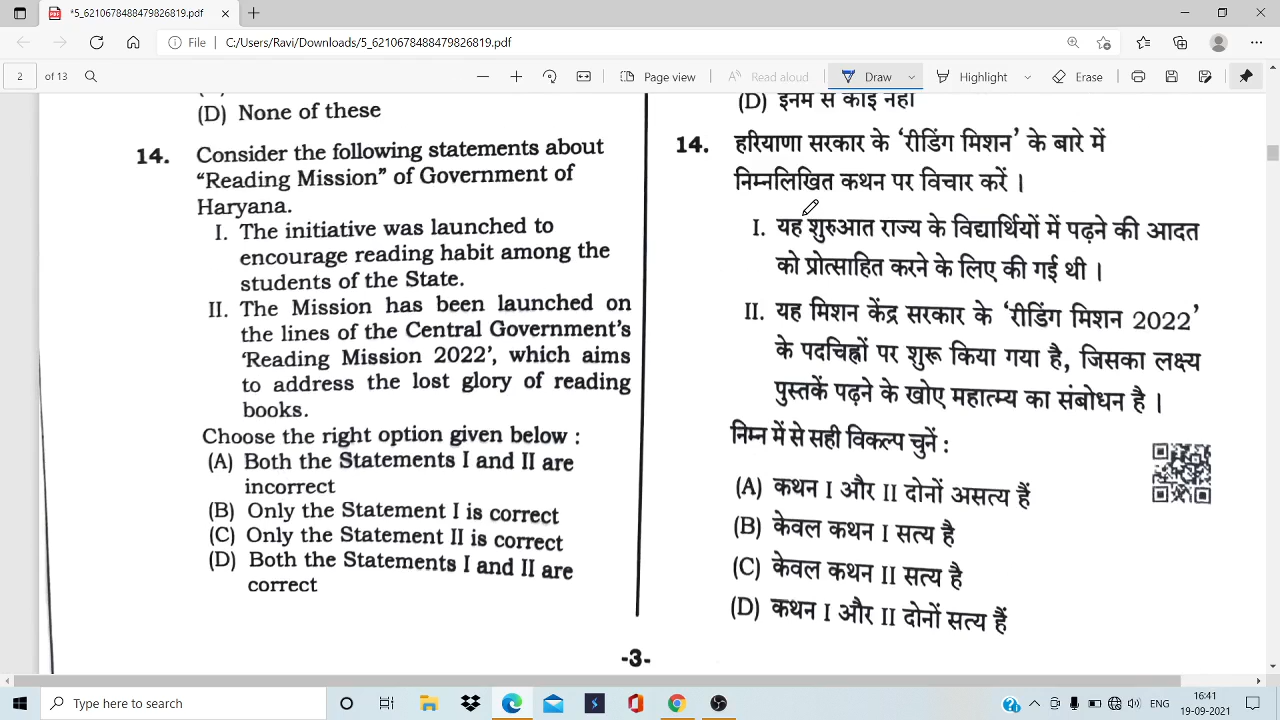 *5_6210678488479826819.pdf
File
C:/Users/Ravi/Downloads/5_6210678488479826819.pdf
2 of 13
Page view
Read aloud
Draw
Highlight
Erase
(D) None of these
14. Consider the following statements about
“Reading Mission” of Government of
Haryana.
I. The initiative was launched to
encourage reading habit among the
students of the State.
II. The Mission has been launched on
the lines of the Central Government’s
‘Reading Mission 2022’, which aims
to address the lost glory of reading
books.
Choose the right option given below :
(A) Both the Statements I and II are
incorrect
(B) Only the Statement I is correct
(C) Only the Statement II is correct
(D) Both the Statements I and II are
correct
(D) इनमें से कोई नहीं
14. हरियाणा सरकार के ‘रीडिंग मिशन’ के बारे में
निम्नलिखित कथन पर विचार करें ।
I. यह शुरुआत राज्य के विद्यार्थियों में पढ़ने की आदत
को प्रोत्साहित करने के लिए की गई थी ।
II. यह मिशन केंद्र सरकार के ‘रीडिंग मिशन 2022’
के पदचिह्नों पर शुरू किया गया है, जिसका लक्ष्य
पुस्तकें पढ़ने के खोए महात्म्य का संबोधन है ।
निम्न में से सही विकल्प चुनें :
(A) कथन I और II दोनों असत्य हैं
(B) केवल कथन I सत्य है
(C) केवल कथन II सत्य है
(D) कथन I और II दोनों सत्य हैं
-3-
Type here to search
ENG
16:41
19-09-2021